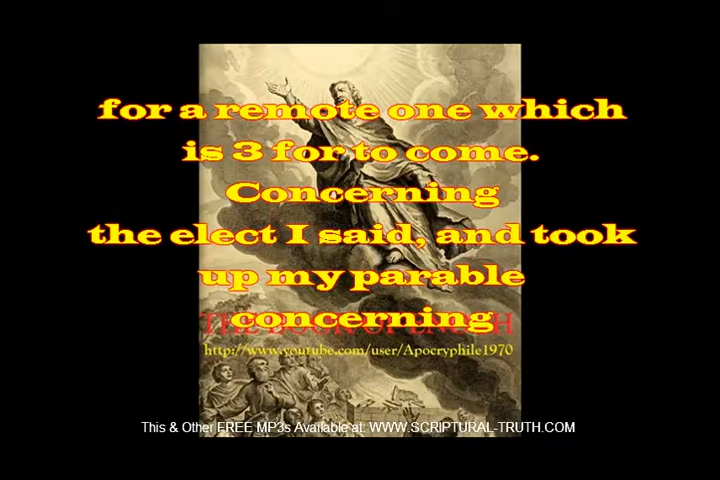 for a remote one which
is 3 for to come.
Concerning
the elect I said, and took
up my parable
concerning
THE BOOK OF ENOCH
http://www.youtube.com/user/Apocryphile1970
This & Other FREE MP3s Available at: WWW.SCRIPTURAL-TRUTH.COM